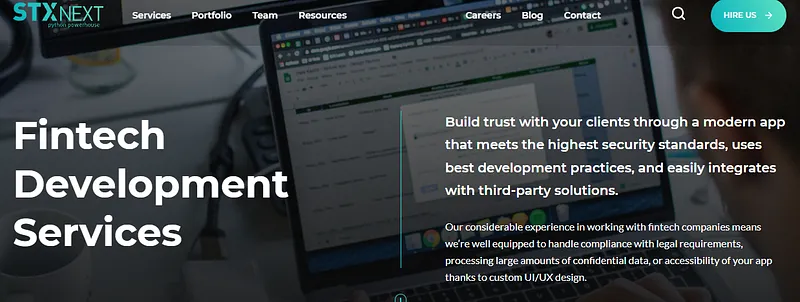 STXNEXT
python powerhouse
Services Portfolio Team Resources Careers Blog Contact
HIRE US
Fintech
Development
Services
Build trust with your clients through a modern app
that meets the highest security standards, uses
best development practices, and easily integrates
with third-party solutions.
Our considerable experience in working with fintech companies means
we're well equipped to handle compliance with legal requirements,
processing large amounts of confidential data, or accessibility of your app
thanks to custom UI/UX design.